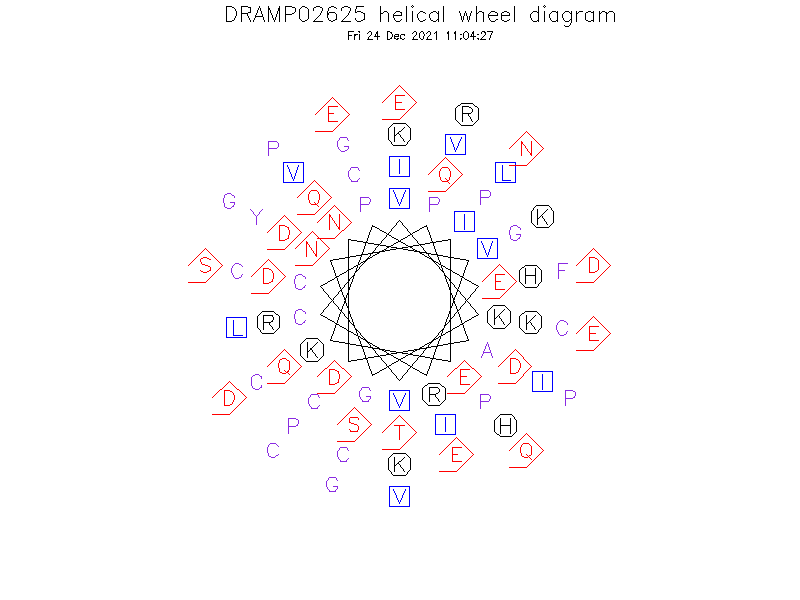 DRAMP02625 helical wheel diagram
Fri 24 Dec 2021 11:04:27
E
E K R
P G V N
V C I Q L
G Q P V P P K
Y N I G
D N V
S C D C E H F D
L R C K K C E
K A
D C Q D E D I P
C G V R P
P S T I H
C C K E Q
G V